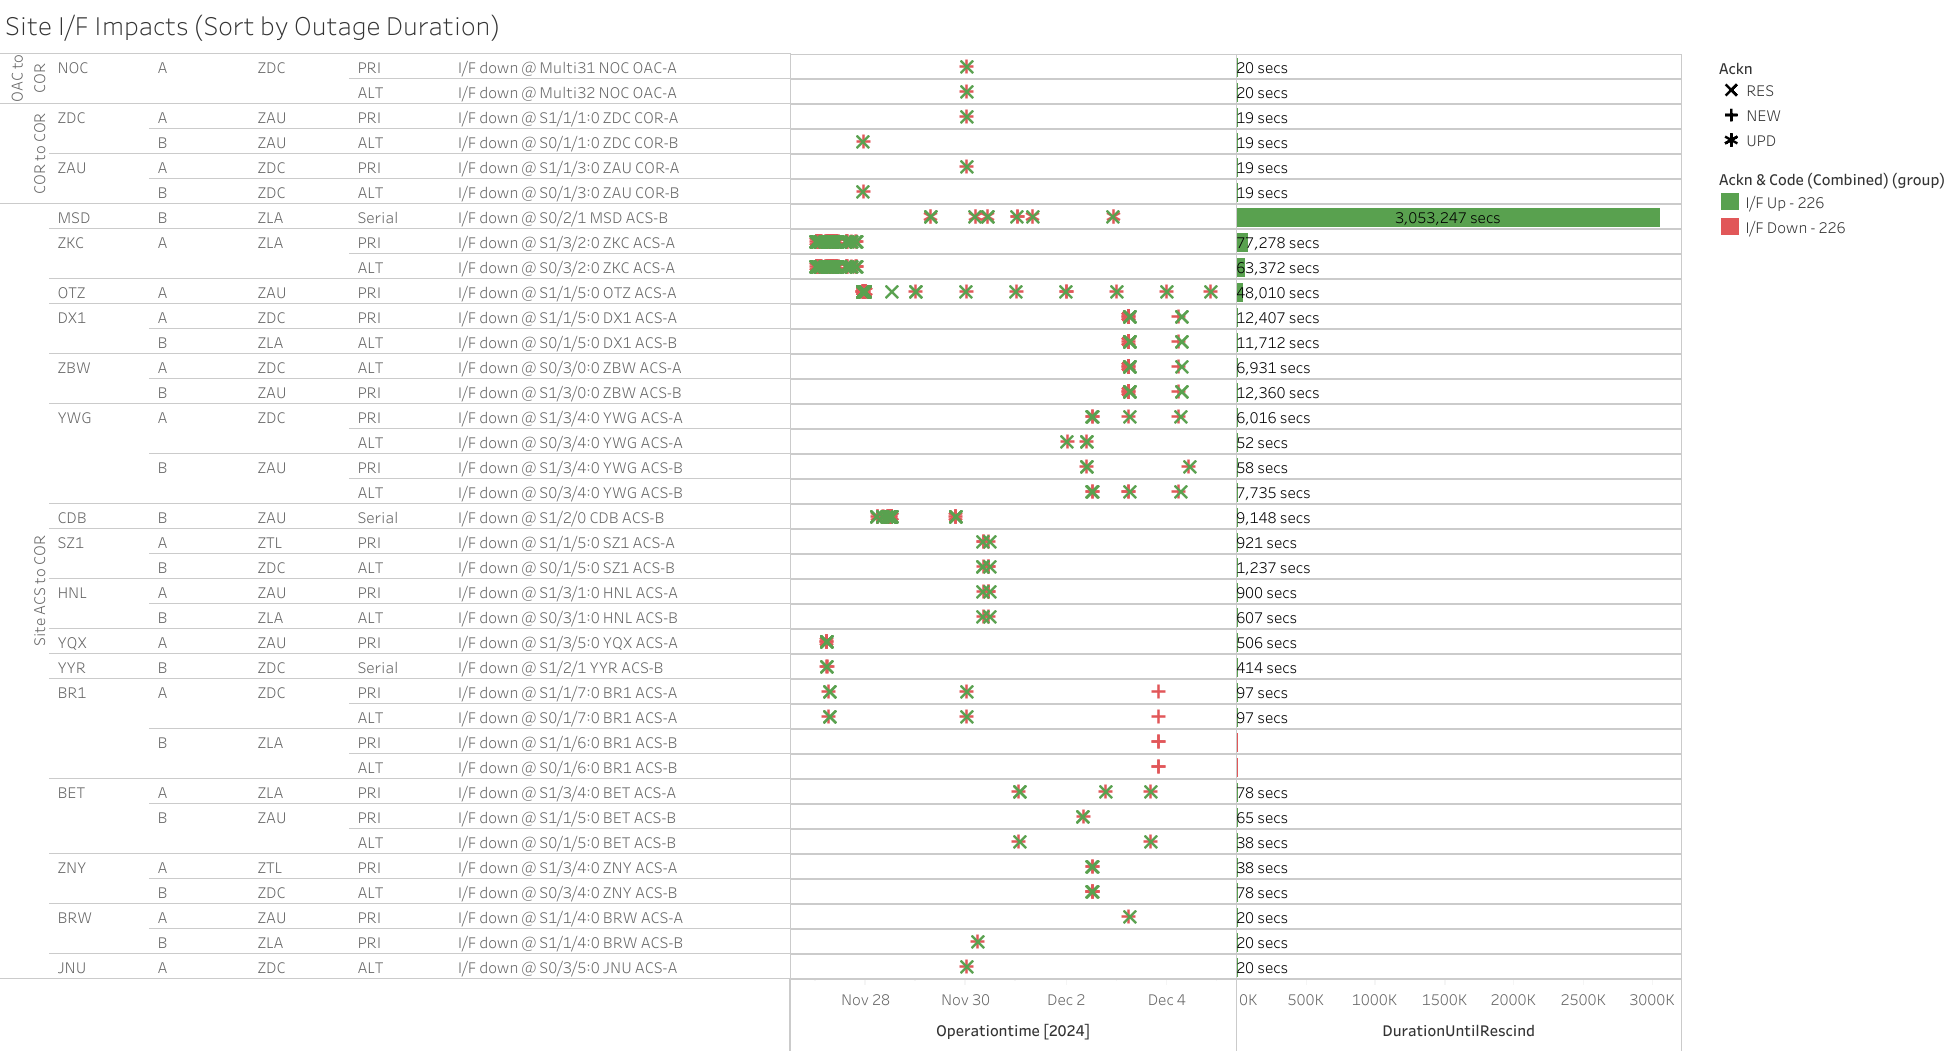 Site I/F Impacts (Sort by Outage Duration)
OAC to COR
NOC A ZDC PRI I/F down @ Multi31 NOC OAC-A 20 secs
ALT I/F down @ Multi32 NOC OAC-A 20 secs
COR to COR
ZDC A ZAU PRI I/F down @ S1/1/1:0 ZDC COR-A 19 secs
B ZAU ALT I/F down @ S0/1/1:0 ZDC COR-B 19 secs
ZAU A ZDC PRI I/F down @ S1/1/3:0 ZAU COR-A 19 secs
B ZDC ALT I/F down @ S0/1/3:0 ZAU COR-B 19 secs
Site ACS to COR
MSD B ZLA Serial I/F down @ S0/2/1 MSD ACS-B 3,053,247 secs
ZKC A ZLA PRI I/F down @ S1/3/2:0 ZKC ACS-A 77,278 secs
ALT I/F down @ S0/3/2:0 ZKC ACS-A 63,372 secs
OTZ A ZAU PRI I/F down @ S1/1/5:0 OTZ ACS-A 48,010 secs
DX1 A ZDC PRI I/F down @ S1/1/5:0 DX1 ACS-A 12,407 secs
B ZLA ALT I/F down @ S0/1/5:0 DX1 ACS-B 11,712 secs
ZBW A ZDC ALT I/F down @ S0/3/0:0 ZBW ACS-A 6,931 secs
B ZAU PRI I/F down @ S1/3/0:0 ZBW ACS-B 12,360 secs
YWG A ZDC PRI I/F down @ S1/3/4:0 YWG ACS-A 6,016 secs
ALT I/F down @ S0/3/4:0 YWG ACS-A 52 secs
B ZAU PRI I/F down @ S1/3/4:0 YWG ACS-B 58 secs
ALT I/F down @ S0/3/4:0 YWG ACS-B 7,735 secs
CDB B ZAU Serial I/F down @ S1/2/0 CDB ACS-B 9,148 secs
SZ1 A ZTL PRI I/F down @ S1/1/5:0 SZ1 ACS-A 921 secs
B ZDC ALT I/F down @ S0/1/5:0 SZ1 ACS-B 1,237 secs
HNL A ZAU PRI I/F down @ S1/3/1:0 HNL ACS-A 900 secs
B ZLA ALT I/F down @ S0/3/1:0 HNL ACS-B 607 secs
YQX A ZAU PRI I/F down @ S1/3/5:0 YQX ACS-A 506 secs
YYR B ZDC Serial I/F down @ S1/2/1 YYR ACS-B 414 secs
BR1 A ZDC PRI I/F down @ S1/1/7:0 BR1 ACS-A 97 secs
ALT I/F down @ S0/1/7:0 BR1 ACS-A 97 secs
B ZLA PRI I/F down @ S1/1/6:0 BR1 ACS-B
ALT I/F down @ S0/1/6:0 BR1 ACS-B
BET A ZLA PRI I/F down @ S1/3/4:0 BET ACS-A 78 secs
B ZAU PRI I/F down @ S1/1/5:0 BET ACS-B 65 secs
ALT I/F down @ S0/1/5:0 BET ACS-B 38 secs
ZNY A ZTL PRI I/F down @ S1/3/4:0 ZNY ACS-A 38 secs
B ZDC ALT I/F down @ S0/3/4:0 ZNY ACS-B 78 secs
BRW A ZAU PRI I/F down @ S1/1/4:0 BRW ACS-A 20 secs
B ZLA PRI I/F down @ S1/1/4:0 BRW ACS-B 20 secs
JNU A ZDC ALT I/F down @ S0/3/5:0 JNU ACS-A 20 secs
Nov 28 Nov 30 Dec 2 Dec 4 0K 500K 1000K 1500K 2000K 2500K 3000K
Operationtime [2024] DurationUntilRescind
Ackn
RES
NEW
UPD
Ackn & Code (Combined) (group)
I/F Up - 226
I/F Down - 226